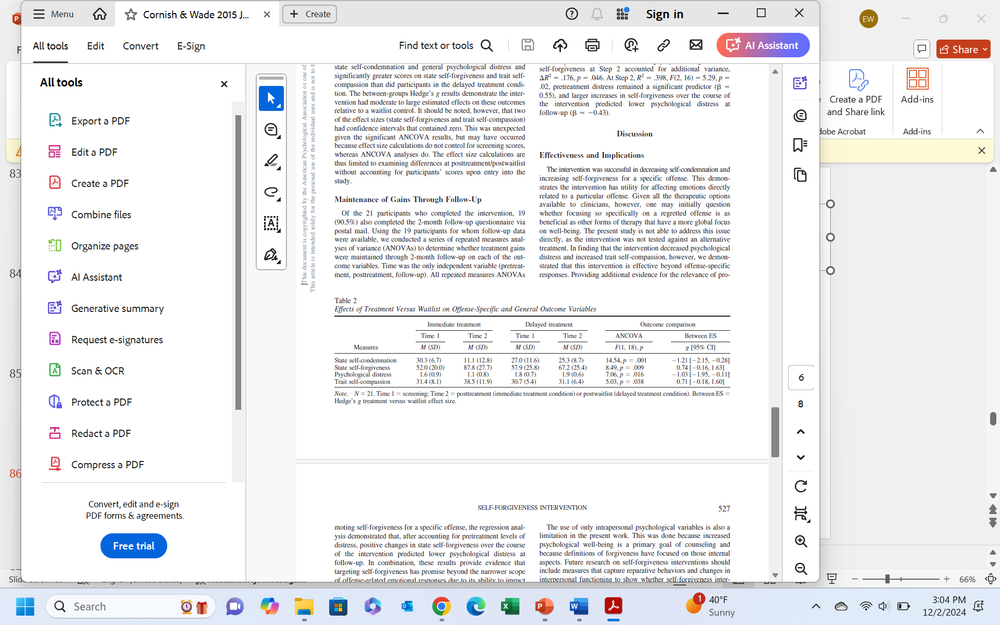 Menu
Cornish & Wade 2015 J...
Create
Sign in
EW
All tools
Edit
Convert
E-Sign
Find text or tools
AI Assistant
Share
All tools
Export a PDF
Edit a PDF
Create a PDF
Combine files
Organize pages
AI Assistant
Generative summary
Request e-signatures
Scan & OCR
Protect a PDF
Redact a PDF
Compress a PDF
Convert, edit and e-sign
PDF forms & agreements.
Free trial
83
84
85
86
This document is copyrighted by the American Psychological Association or one of
This article is intended solely for the personal use of the individual user and is not to b
state self-condemnation and general psychological distress and
significantly greater scores on state self-forgiveness and trait self-
compassion than did participants in the delayed treatment condi-
tion. The between-groups Hedge's g results demonstrate the inter-
vention had moderate to large estimated effects on these outcomes
relative to a waitlist control. It should be noted, however, that two
of the effect sizes (state self-forgiveness and trait self-compassion)
had confidence intervals that contained zero. This was unexpected
given the significant ANCOVA results, but may have occurred
because effect size calculations do not control for screening scores,
whereas ANCOVA analyses do. The effect size calculations are
thus limited to examining differences at posttreatment/postwaitlist
without accounting for participants' scores upon entry into the
study.
Maintenance of Gains Through Follow-Up
Of the 21 participants who completed the intervention, 19
(90.5%) also completed the 2-month follow-up questionnaire via
postal mail. Using the 19 participants for whom follow-up data
were available, we conducted a series of repeated measures anal-
yses of variance (ANOVAs) to determine whether treatment gains
were maintained through 2-month follow-up on each of the out-
come variables. Time was the only independent variable (pretreat-
ment, posttreatment, follow-up). All repeated measures ANOVAs
self-forgiveness at Step 2 accounted for additional variance,
ΔR² = .176, p = .046. At Step 2, R² = .398, F(2, 16) = 5.29, p =
.02, pretreatment distress remained a significant predictor (β =
0.55), and larger increases in self-forgiveness over the course of
the intervention predicted lower psychological distress at
follow-up (β = −0.43).
Discussion
Effectiveness and Implications
The intervention was successful in decreasing self-condemnation and
increasing self-forgiveness for a specific offense. This demon-
strates the intervention has utility for affecting emotions directly
related to a particular offense. Given all the therapeutic options
available to clinicians, however, one may initially question
whether focusing so specifically on a regretted offense is as
beneficial as other forms of therapy that have a more global focus
on well-being. The present study is not able to address this issue
directly, as the intervention was not tested against an alternative
treatment. In finding that the intervention decreased psychological
distress and increased trait self-compassion, however, we demon-
strated that this intervention is effective beyond offense-specific
responses. Providing additional evidence for the relevance of pro-
Table 2
Effects of Treatment Versus Waitlist on Offense-Specific and General Outcome Variables
Immediate treatment Delayed treatment Outcome comparison
Time 1 Time 2 Time 1 Time 2 ANCOVA Between ES
Measures M (SD) M (SD) M (SD) M (SD) F(1, 18), p g [95% CI]
State self-condemnation 30.3 (6.7) 11.1 (12.8) 27.0 (11.6) 25.3 (8.7) 14.54, p = .001 −1.21 [−2.15, −0.28]
State self-forgiveness 52.0 (20.0) 87.8 (27.7) 57.9 (25.8) 67.2 (25.4) 8.49, p = .009 0.74 [−0.16, 1.63]
Psychological distress 1.6 (0.9) 1.1 (0.8) 1.8 (0.7) 1.9 (0.6) 7.06, p = .016 −1.03 [−1.95, −0.11]
Trait self-compassion 31.4 (8.1) 38.5 (11.9) 30.7 (5.4) 31.1 (6.4) 5.03, p = .038 0.71 [−0.18, 1.60]
Note. N = 21. Time 1 = screening; Time 2 = posttreatment (immediate treatment condition) or postwaitlist (delayed treatment condition). Between ES =
Hedge's g treatment versus waitlist effect size.
SELF-FORGIVENESS INTERVENTION 527
moting self-forgiveness for a specific offense, the regression anal-
ysis demonstrated that, after accounting for pretreatment levels of
distress, positive changes in state self-forgiveness over the course
of the intervention predicted lower psychological distress at
follow-up. In combination, these results provide evidence that
targeting self-forgiveness has promise beyond the narrower scope
of offense-related emotional responses due to its ability to impact
The use of only intrapersonal psychological variables is also a
limitation in the present work. This was done because increased
psychological well-being is a primary goal of counseling and
because definitions of forgiveness have focused on those internal
aspects. Future research on self-forgiveness interventions should
include measures that capture reparative behaviors and changes in
interpersonal functioning to show whether self-forgiveness inter-
6
8
Create a PDF
and Share link
Add-ins
dobe Acrobat
Add-ins
66%
Search
1
40°F
Sunny
3:04 PM
12/2/2024